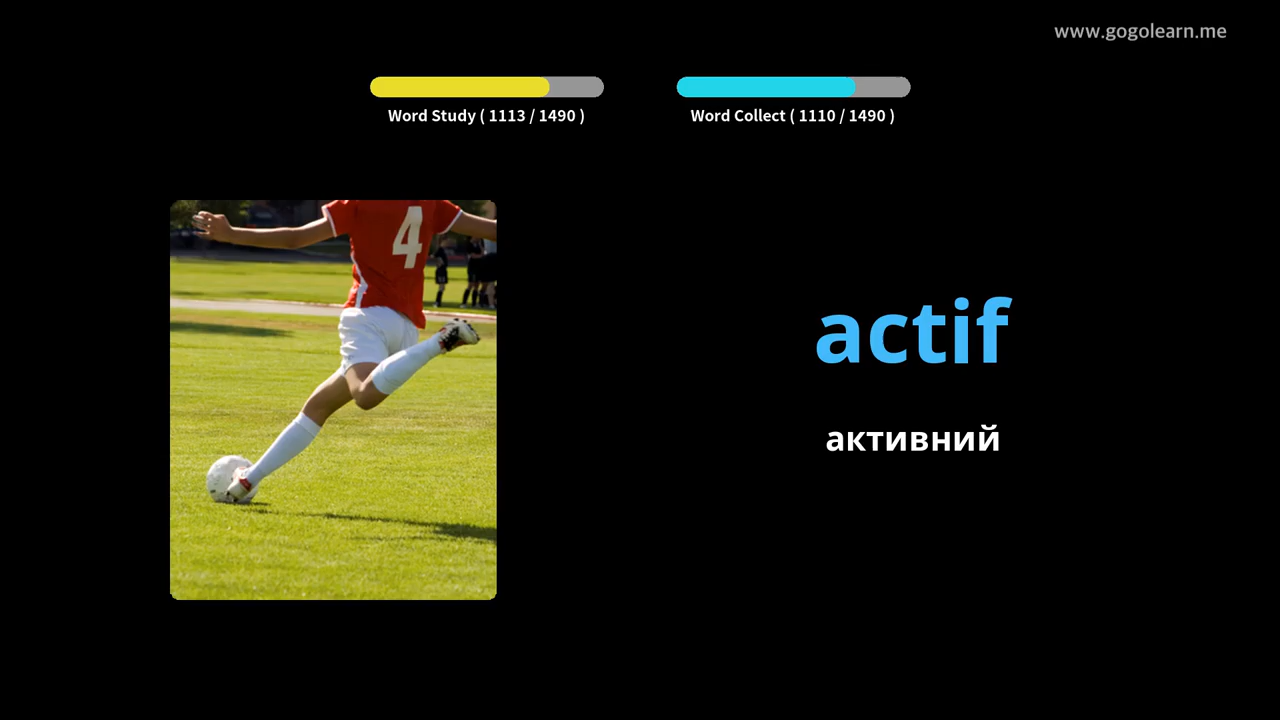 www.gogolearn.me
Word Study ( 1113 / 1490 )
Word Collect ( 1110 / 1490 )
4
actif
активний